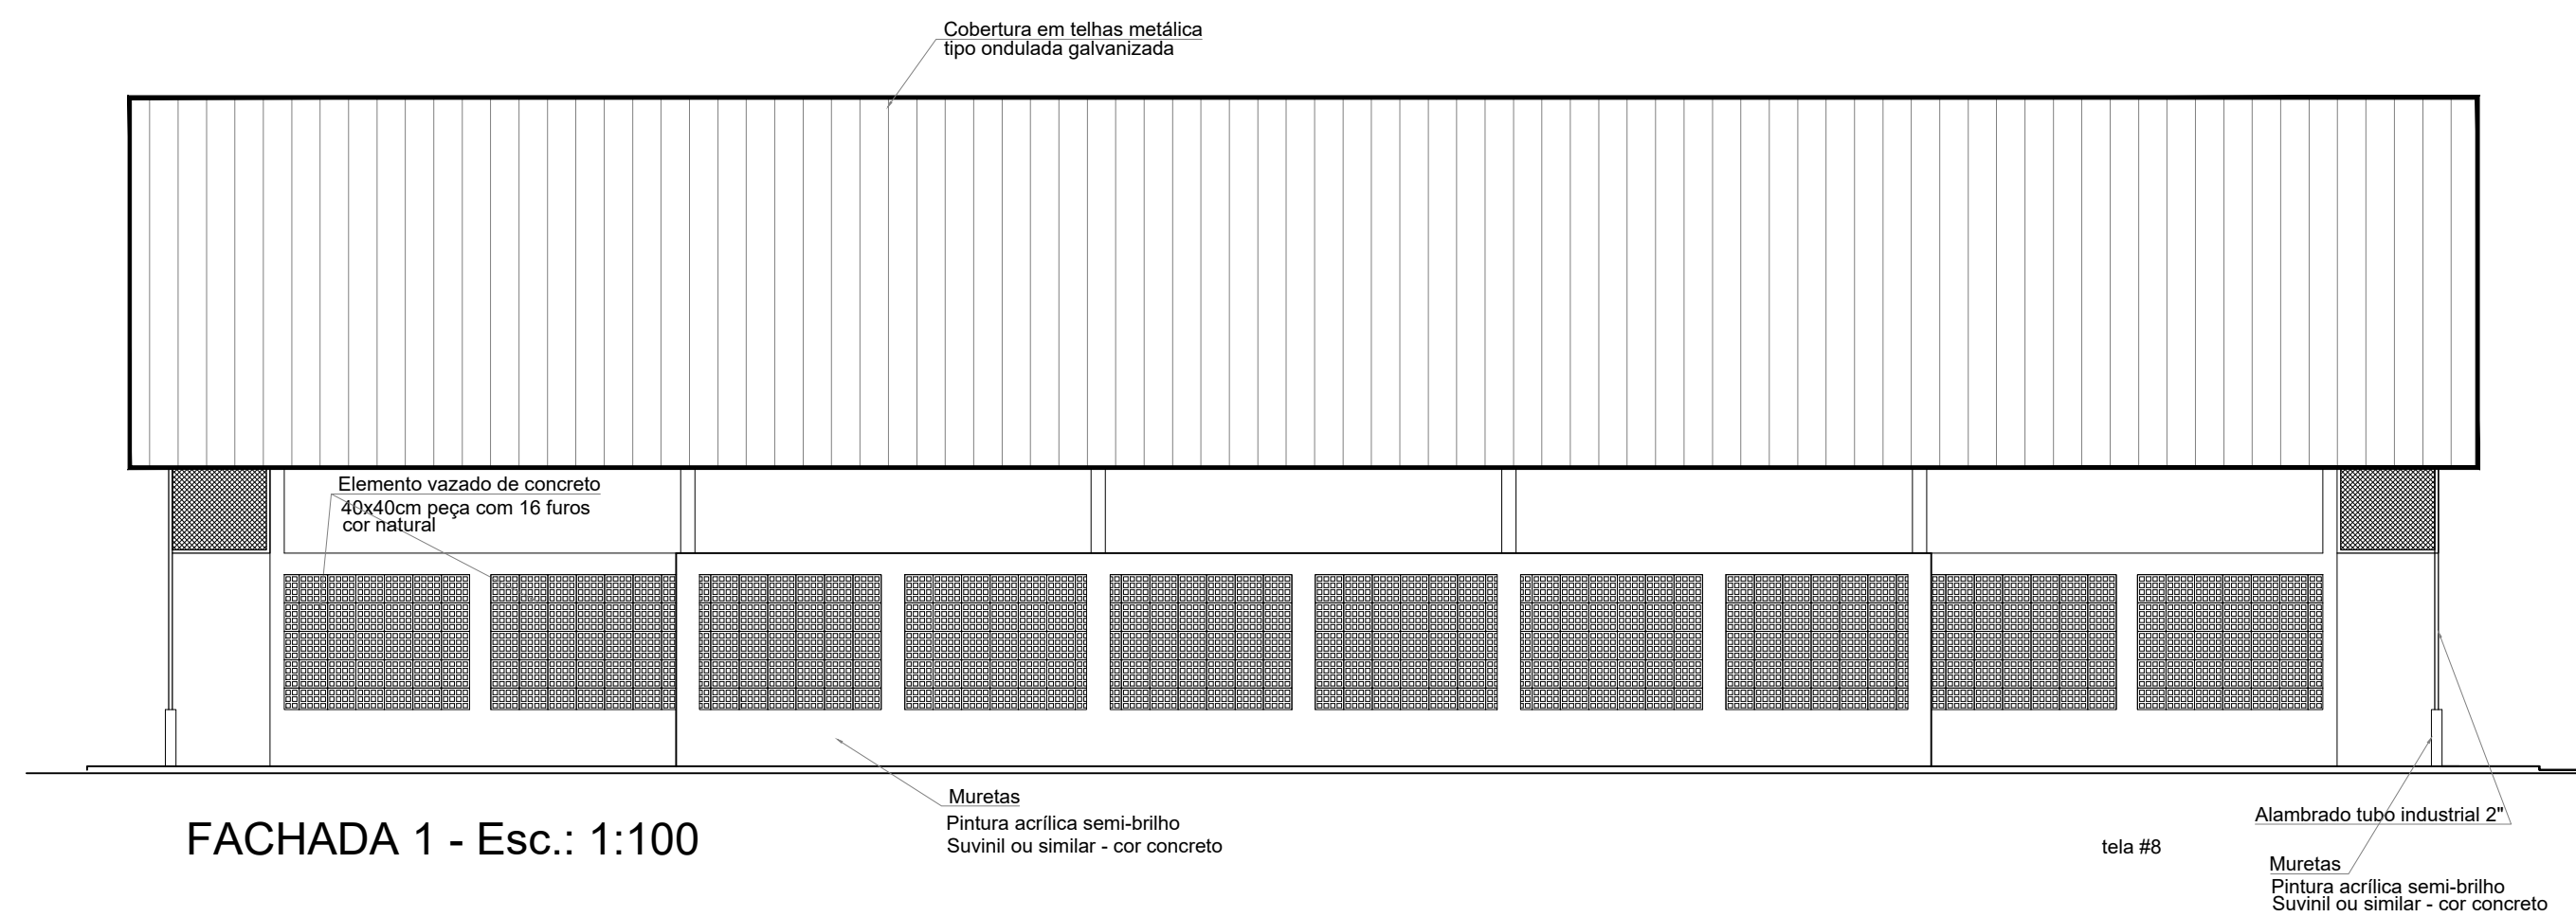 Cobertura em telhas metálica
tipo ondulada galvanizada
Elemento vazado de concreto
40x40cm peça com 16 furos
cor natural
Muretas
Pintura acrílica semi-brilho
Suvinil ou similar - cor concreto
FACHADA 1 - Esc.: 1:100
Alambrado tubo industrial 2"
tela #8
Muretas
Pintura acrílica semi-brilho
Suvinil ou similar - cor concreto